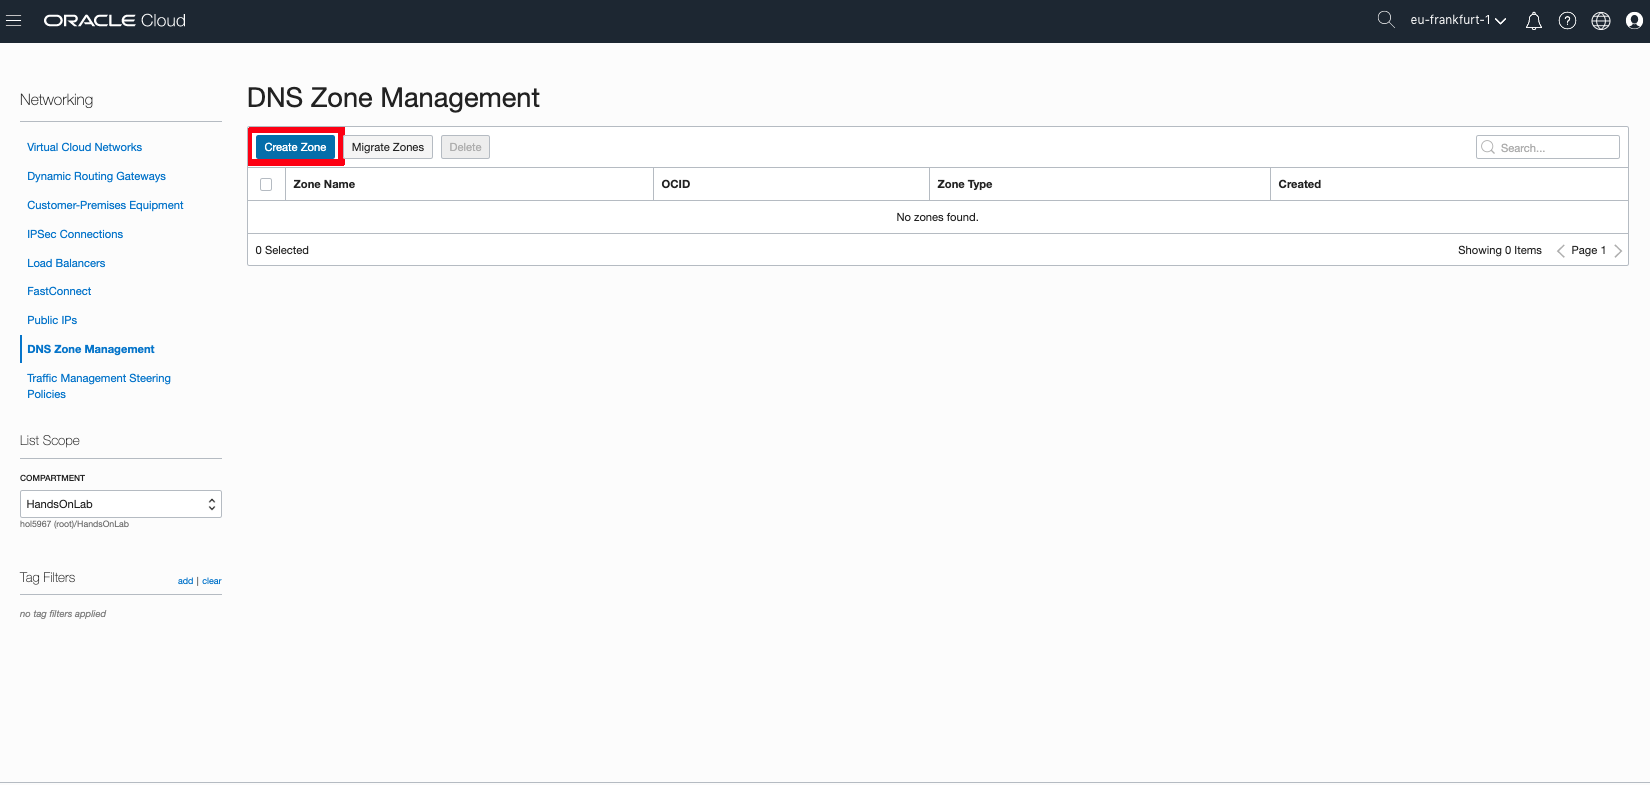 ORACLE Cloud
eu-frankfurt-1
Networking
Virtual Cloud Networks
Dynamic Routing Gateways
Customer-Premises Equipment
IPSec Connections
Load Balancers
FastConnect
Public IPs
DNS Zone Management
Traffic Management Steering
Policies
List Scope
COMPARTMENT
HandsOnLab
hol5967 (root)/HandsOnLab
Tag Filters
add | clear
no tag filters applied
DNS Zone Management
Create Zone Migrate Zones Delete
Search...
Zone Name OCID Zone Type Created
No zones found.
0 Selected
Showing 0 Items Page 1